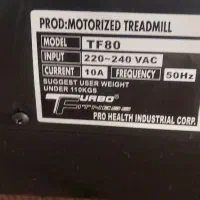 PROD:MOTORIZED TREADMILL
MODEL TF80
INPUT 220~240 VAC
CURRENT 10A FREQUENCY 50Hz
SUGGEST USER WEIGHT
UNDER 110KGS
TURBO
FITNESS
PRO HEALTH INDUSTRIAL CORP.